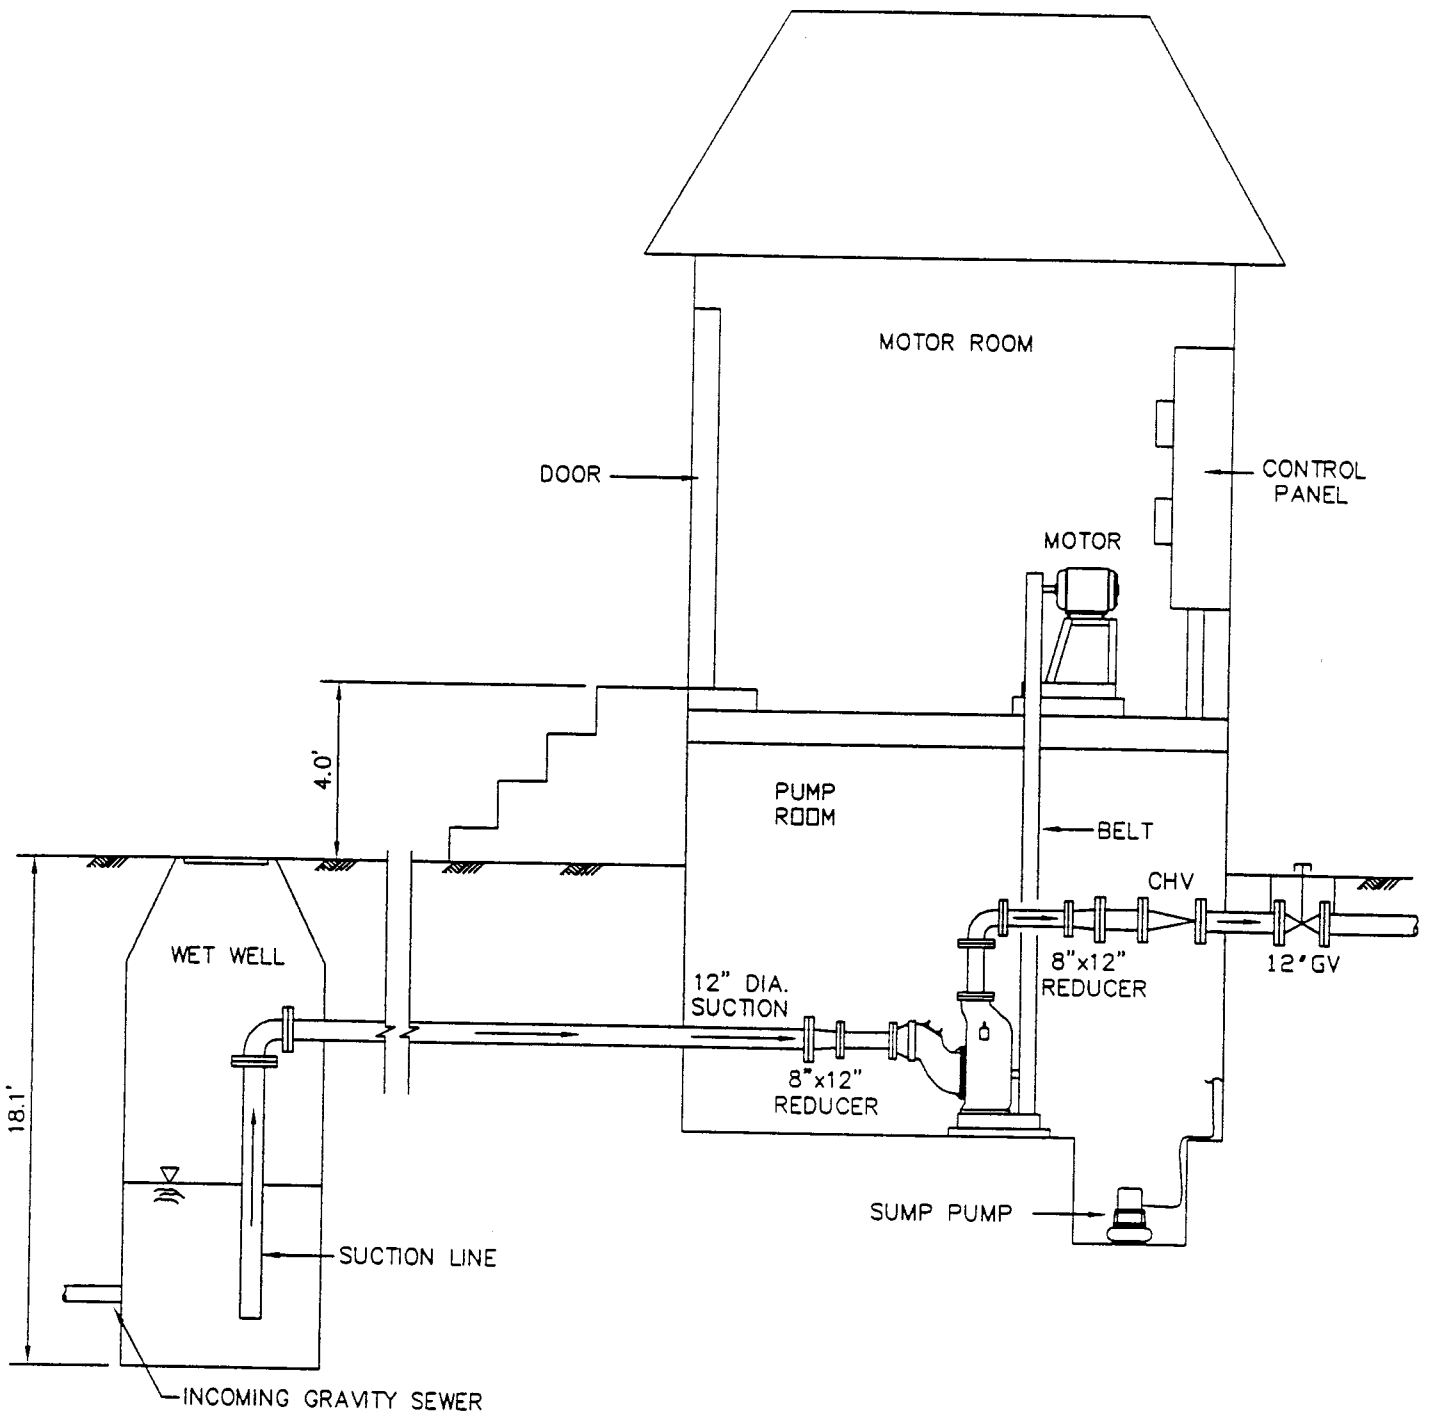 MOTOR ROOM
DOOR
CONTROL
PANEL
MOTOR
4.0'
PUMP
ROOM
BELT
CHV
WET WELL
12" DIA.
SUCTION
8"x12"
REDUCER
12"GV
8"x12"
REDUCER
18.1'
SUMP PUMP
SUCTION LINE
INCOMING GRAVITY SEWER